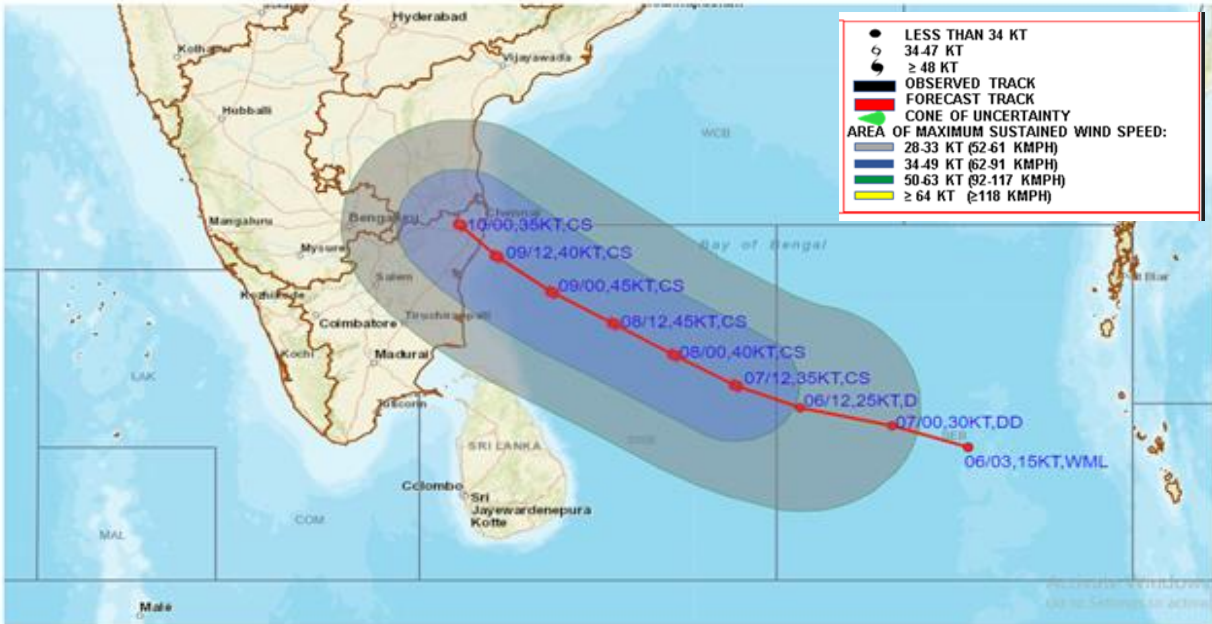 Hyderabad
Vijayawada
Hubballi
WCB
Mangaluru
Bengaluru
Chennai
10/00,35KT,CS
Mysuru
09/12,40KT,CS
Bay of Bengal
Salem
09/00,45KT,CS
Kozhikode
Coimbatore
Tiruchirappalli
08/12,45KT,CS
Kochi
Madurai
08/00,40KT,CS
LAK
07/12,35KT,CS
06/12,25KT,D
07/00,30KT,DD
SRI LANKA
06/03,15KT,WML
Colombo
Sri
Jayewardenepura
Kotte
COM
MAL
Malé
Activate Windows
LESS THAN 34 KT
34-47 KT
≥ 48 KT
OBSERVED TRACK
FORECAST TRACK
CONE OF UNCERTAINTY
AREA OF MAXIMUM SUSTAINED WIND SPEED:
28-33 KT (52-61 KMPH)
34-49 KT (62-91 KMPH)
50-63 KT (92-117 KMPH)
≥ 64 KT (≥118 KMPH)